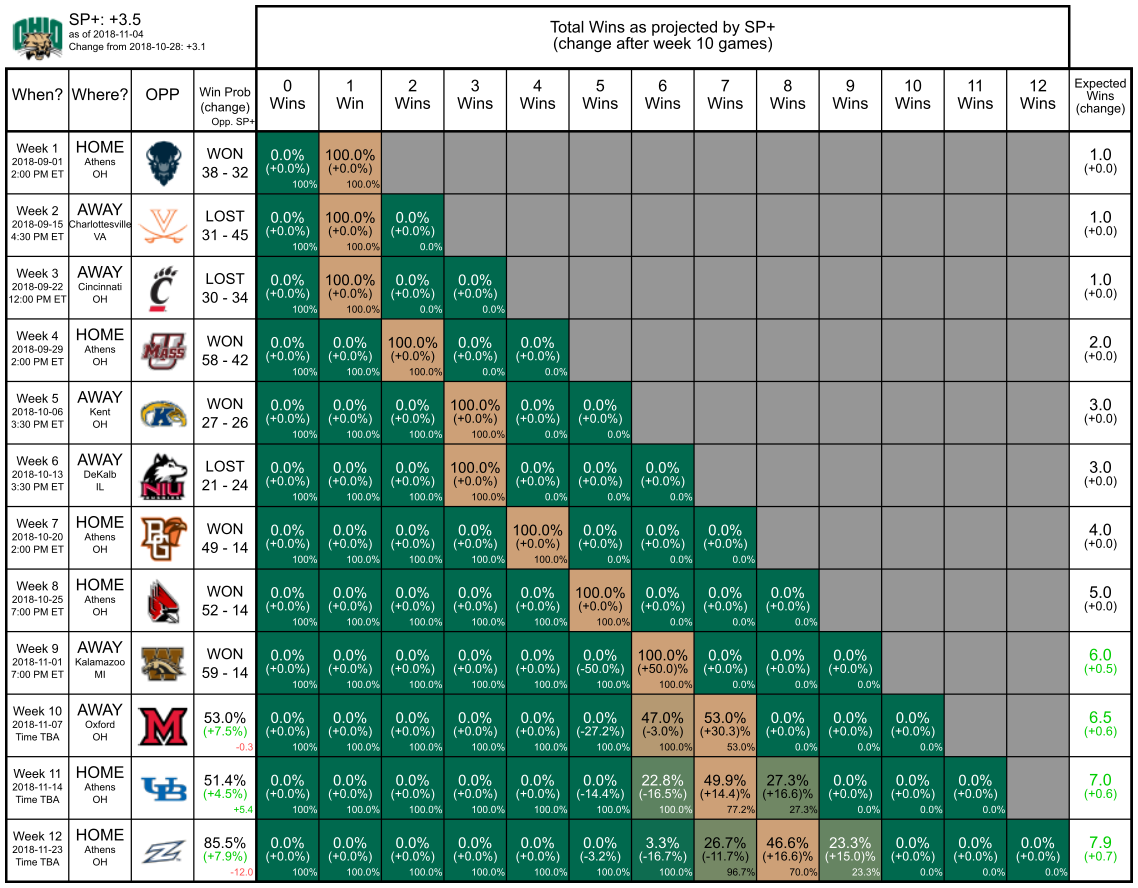 OHIO
SP+: +3.5
as of 2018-11-04
Change from 2018-10-28: +3.1
Total Wins as projected by SP+
(change after week 10 games)
When? Where? OPP Win Prob (change) Opp. SP+ 0 Wins 1 Win 2 Wins 3 Wins 4 Wins 5 Wins 6 Wins 7 Wins 8 Wins 9 Wins 10 Wins 11 Wins 12 Wins Expected Wins (change)
Week 1 HOME WON 0.0% 100.0% 1.0
2018-09-01 Athens (+0.0%) (+0.0%) (+0.0)
2:00 PM ET OH 38 - 32 100% 100.0%
Week 2 AWAY WON LOST 0.0% 100.0% 0.0% 1.0
2018-09-15 Charlottesville (+0.0%) (+0.0%) (+0.0%) (+0.0)
4:30 PM ET VA 31 - 45 100% 100.0% 0.0%
Week 3 AWAY C LOST 0.0% 100.0% 0.0% 0.0% 1.0
2018-09-22 Cincinnati (+0.0%) (+0.0%) (+0.0%) (+0.0%) (+0.0)
12:00 PM ET OH 30 - 34 100% 100.0% 0.0% 0.0%
Week 4 HOME MASS WON 0.0% 0.0% 100.0% 0.0% 0.0% 2.0
2018-09-29 Athens (+0.0%) (+0.0%) (+0.0%) (+0.0%) (+0.0%) (+0.0)
2:00 PM ET OH 58 - 42 100% 100.0% 100.0% 0.0% 0.0%
Week 5 AWAY K WON 0.0% 0.0% 0.0% 100.0% 0.0% 0.0% 3.0
2018-10-06 Kent (+0.0%) (+0.0%) (+0.0%) (+0.0%) (+0.0%) (+0.0%) (+0.0)
3:30 PM ET OH 27 - 26 100% 100.0% 100.0% 100.0% 0.0% 0.0%
Week 6 AWAY NIU LOST 0.0% 0.0% 0.0% 100.0% 0.0% 0.0% 0.0% 3.0
2018-10-13 DeKalb (+0.0%) (+0.0%) (+0.0%) (+0.0%) (+0.0%) (+0.0%) (+0.0%) (+0.0)
3:30 PM ET IL 21 - 24 100% 100.0% 100.0% 100.0% 0.0% 0.0% 0.0%
Week 7 HOME BG WON 0.0% 0.0% 0.0% 0.0% 100.0% 0.0% 0.0% 0.0% 4.0
2018-10-20 Athens (+0.0%) (+0.0%) (+0.0%) (+0.0%) (+0.0%) (+0.0%) (+0.0%) (+0.0%) (+0.0)
2:00 PM ET OH 49 - 14 100% 100.0% 100.0% 100.0% 100.0% 0.0% 0.0% 0.0%
Week 8 HOME WON 0.0% 0.0% 0.0% 0.0% 0.0% 100.0% 0.0% 0.0% 0.0% 5.0
2018-10-25 Athens (+0.0%) (+0.0%) (+0.0%) (+0.0%) (+0.0%) (+0.0%) (+0.0%) (+0.0%) (+0.0%) (+0.0)
7:00 PM ET OH 52 - 14 100% 100.0% 100.0% 100.0% 100.0% 100.0% 0.0% 0.0% 0.0%
Week 9 AWAY W WON 0.0% 0.0% 0.0% 0.0% 0.0% 0.0% 100.0% 0.0% 0.0% 0.0% 6.0
2018-11-01 Kalamazoo (+0.0%) (+0.0%) (+0.0%) (+0.0%) (+0.0%) (-50.0%) (+50.0)% (+0.0%) (+0.0%) (+0.0%) (+0.5)
7:00 PM ET MI 59 - 14 100% 100.0% 100.0% 100.0% 100.0% 100.0% 100.0% 0.0% 0.0% 0.0%
Week 10 AWAY M 53.0% 0.0% 0.0% 0.0% 0.0% 0.0% 0.0% 47.0% 53.0% 0.0% 0.0% 0.0% 6.5
2018-11-07 Oxford (+7.5%) (+0.0%) (+0.0%) (+0.0%) (+0.0%) (+0.0%) (-27.2%) (-3.0%) (+30.3)% (+0.0%) (+0.0%) (+0.0%) (+0.6)
Time TBA OH -0.3 100% 100.0% 100.0% 100.0% 100.0% 100.0% 100.0% 53.0% 0.0% 0.0% 0.0%
Week 11 HOME UB 51.4% 0.0% 0.0% 0.0% 0.0% 0.0% 0.0% 22.8% 49.9% 27.3% 0.0% 0.0% 0.0% 7.0
2018-11-14 Athens (+4.5%) (+0.0%) (+0.0%) (+0.0%) (+0.0%) (+0.0%) (-14.4%) (-16.5%) (+14.4)% (+16.6)% (+0.0%) (+0.0%) (+0.0%) (+0.6)
Time TBA OH +5.4 100% 100.0% 100.0% 100.0% 100.0% 100.0% 100.0% 77.2% 27.3% 0.0% 0.0% 0.0%
Week 12 HOME Z 85.5% 0.0% 0.0% 0.0% 0.0% 0.0% 0.0% 3.3% 26.7% 46.6% 23.3% 0.0% 0.0% 0.0% 7.9
2018-11-23 Athens (+7.9%) (+0.0%) (+0.0%) (+0.0%) (+0.0%) (+0.0%) (-3.2%) (-16.7%) (-11.7%) (+16.6)% (+15.0)% (+0.0%) (+0.0%) (+0.0%) (+0.7)
Time TBA OH -12.0 100% 100.0% 100.0% 100.0% 100.0% 100.0% 100.0% 96.7% 70.0% 23.3% 0.0% 0.0% 0.0%